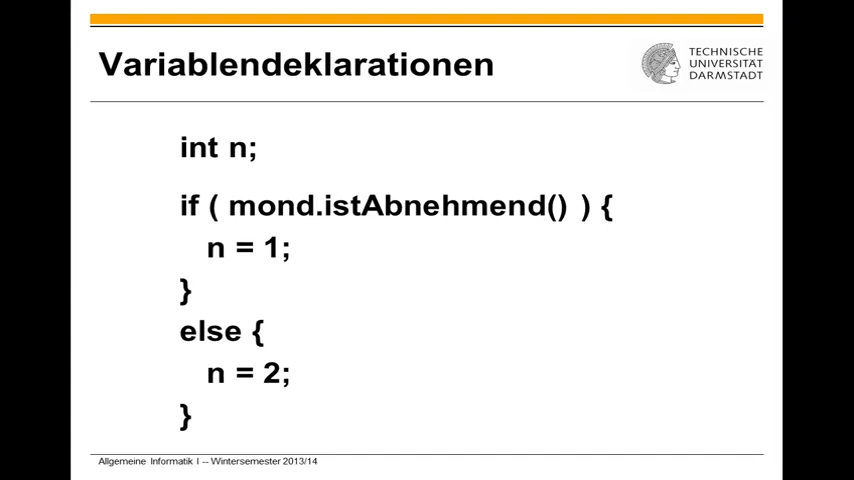 Variablendeklarationen
TECHNISCHE
UNIVERSITÄT
DARMSTADT
int n;
if ( mond.istAbnehmend() ) {
n = 1;
}
else {
n = 2;
}
Allgemeine Informatik I -- Wintersemester 2013/14